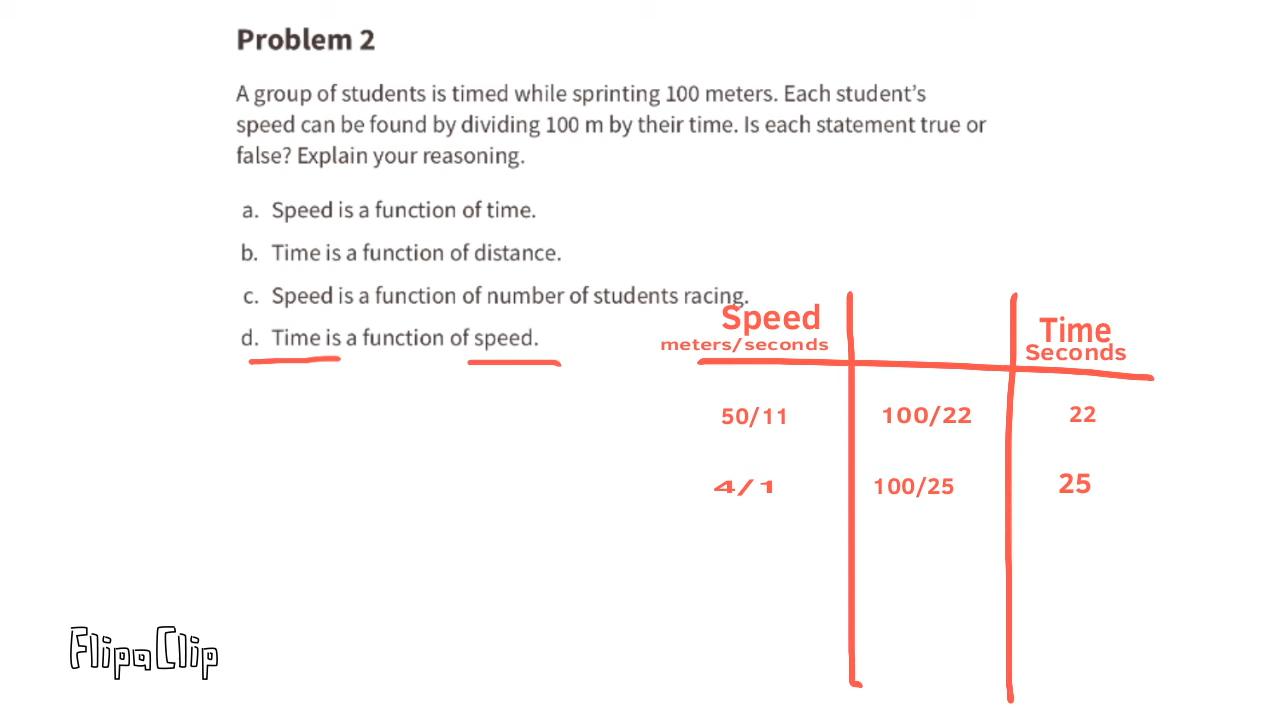 Problem 2
A group of students is timed while sprinting 100 meters. Each student's
speed can be found by dividing 100 m by their time. Is each statement true or
false? Explain your reasoning.
a. Speed is a function of time.
b. Time is a function of distance.
c. Speed is a function of number of students racing.
d. Time is a function of speed.
Speed
meters/seconds
Time
Seconds
50/11 100/22 22
4/1 100/25 25
FlipaClip